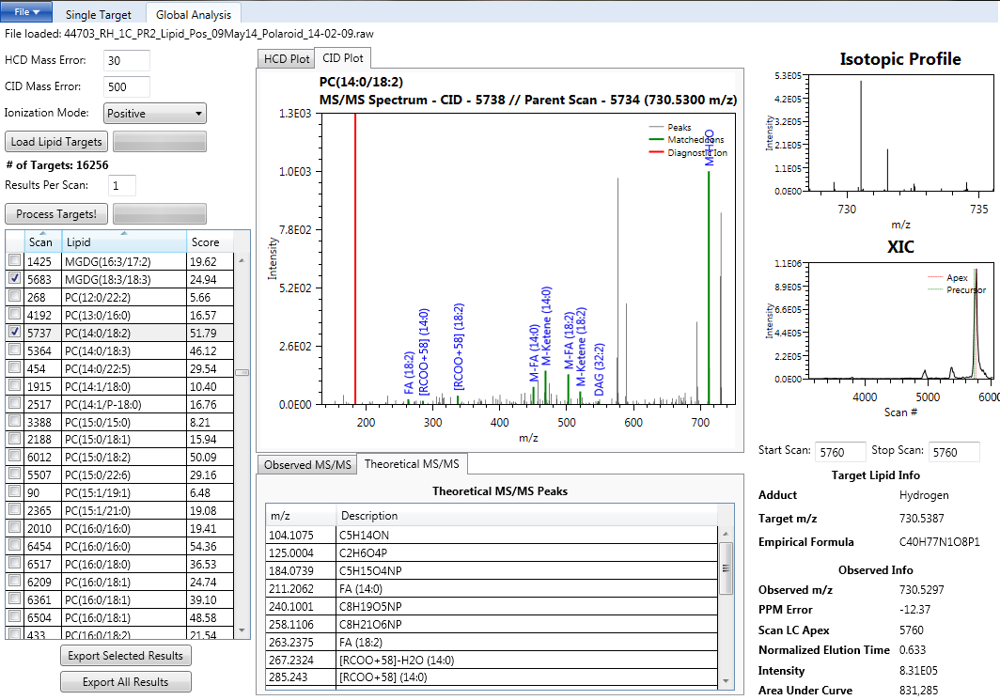 File
Single Target
Global Analysis
File loaded: 44703_RH_1C_PR2_Lipid_Pos_09May14_Polaroid_14-02-09.raw
HCD Mass Error: 30
CID Mass Error: 500
Ionization Mode: Positive
Load Lipid Targets
# of Targets: 16256
Results Per Scan: 1
Process Targets!
Scan Lipid Score
1425 MGDG(16:3/17:2) 19.62
5683 MGDG(18:3/18:3) 24.94
268 PC(12:0/22:2) 5.66
4192 PC(13:0/16:0) 16.57
5737 PC(14:0/18:2) 51.79
5364 PC(14:0/18:3) 46.12
454 PC(14:0/22:5) 29.54
1915 PC(14:1/18:0) 10.40
2517 PC(14:1/P-18:0) 16.76
3388 PC(15:0/15:0) 8.21
2188 PC(15:0/18:1) 15.94
6012 PC(15:0/18:2) 50.09
5507 PC(15:0/22:6) 29.16
90 PC(15:1/19:1) 6.48
2365 PC(15:1/21:0) 19.08
2010 PC(16:0/16:0) 19.41
6454 PC(16:0/16:0) 54.36
6517 PC(16:0/18:0) 36.53
6209 PC(16:0/18:1) 24.74
6361 PC(16:0/18:1) 39.10
6504 PC(16:0/18:1) 48.58
433 PC(16:0/18:2) 21.54
Export Selected Results
Export All Results
HCD Plot
CID Plot
PC(14:0/18:2)
MS/MS Spectrum - CID - 5738 // Parent Scan - 5734 (730.5300 m/z)
1.3E03
1.0E03
7.8E02
5.2E02
2.6E02
0.0E00
Intensity
Peaks
Matched Ions
Diagnostic Ion
M-H2O
FA (18:2)
[RCOO+58] (14:0)
[RCOO+58] (18:2)
M-FA (14:0)
M-Ketene (14:0)
M-FA (18:2)
M-Ketene (18:2)
DAG (32:2)
200 300 400 500 600 700
m/z
Observed MS/MS
Theoretical MS/MS
Theoretical MS/MS Peaks
m/z Description
104.1075 C5H14ON
125.0004 C2H6O4P
184.0739 C5H15O4NP
211.2062 FA (14:0)
240.1001 C8H19O5NP
258.1106 C8H21O6NP
263.2375 FA (18:2)
267.2324 [RCOO+58]-H2O (14:0)
285.243 [RCOO+58] (14:0)
Isotopic Profile
5.3E05
4.2E05
3.2E05
2.1E05
1.1E05
0.0E00
Intensity
730 735
m/z
XIC
1.1E06
8.9E05
6.6E05
4.4E05
2.2E05
0.0E00
Intensity
Apex
Precursor
4000 5000 6000
Scan #
Start Scan: 5760 Stop Scan: 5760
Target Lipid Info
Adduct Hydrogen
Target m/z 730.5387
Empirical Formula C40H77N1O8P1
Observed Info
Observed m/z 730.5297
PPM Error -12.37
Scan LC Apex 5760
Normalized Elution Time 0.633
Intensity 8.31E05
Area Under Curve 831,285